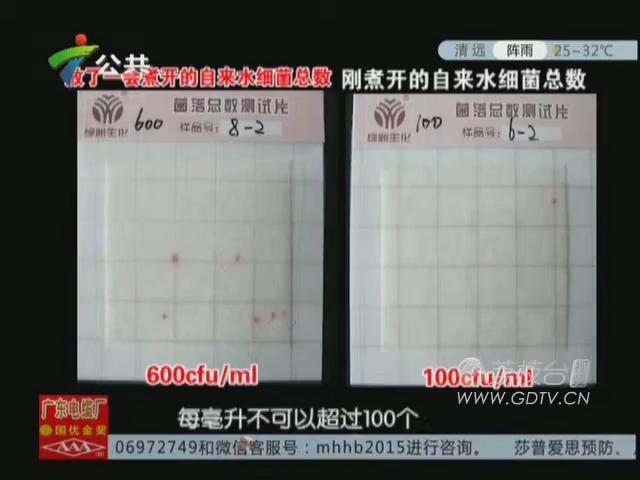 清远 阵雨 25~32℃
公共
放了一会煮开的自来水细菌总数
刚煮开的自来水细菌总数
绿洲生化
600
菌落总数测试片
样品号: 8-2
绿洲生化
100
菌落总数测试片
样品号: 6-2
600cfu/ml
100cfu/ml
荔枝台
WWW.GDTV.CN
每毫升不可以超过100个
广东电缆厂
国优金奖
AAA
06972749和微信客服号：mhhb2015进行咨询。 莎普爱思预防、